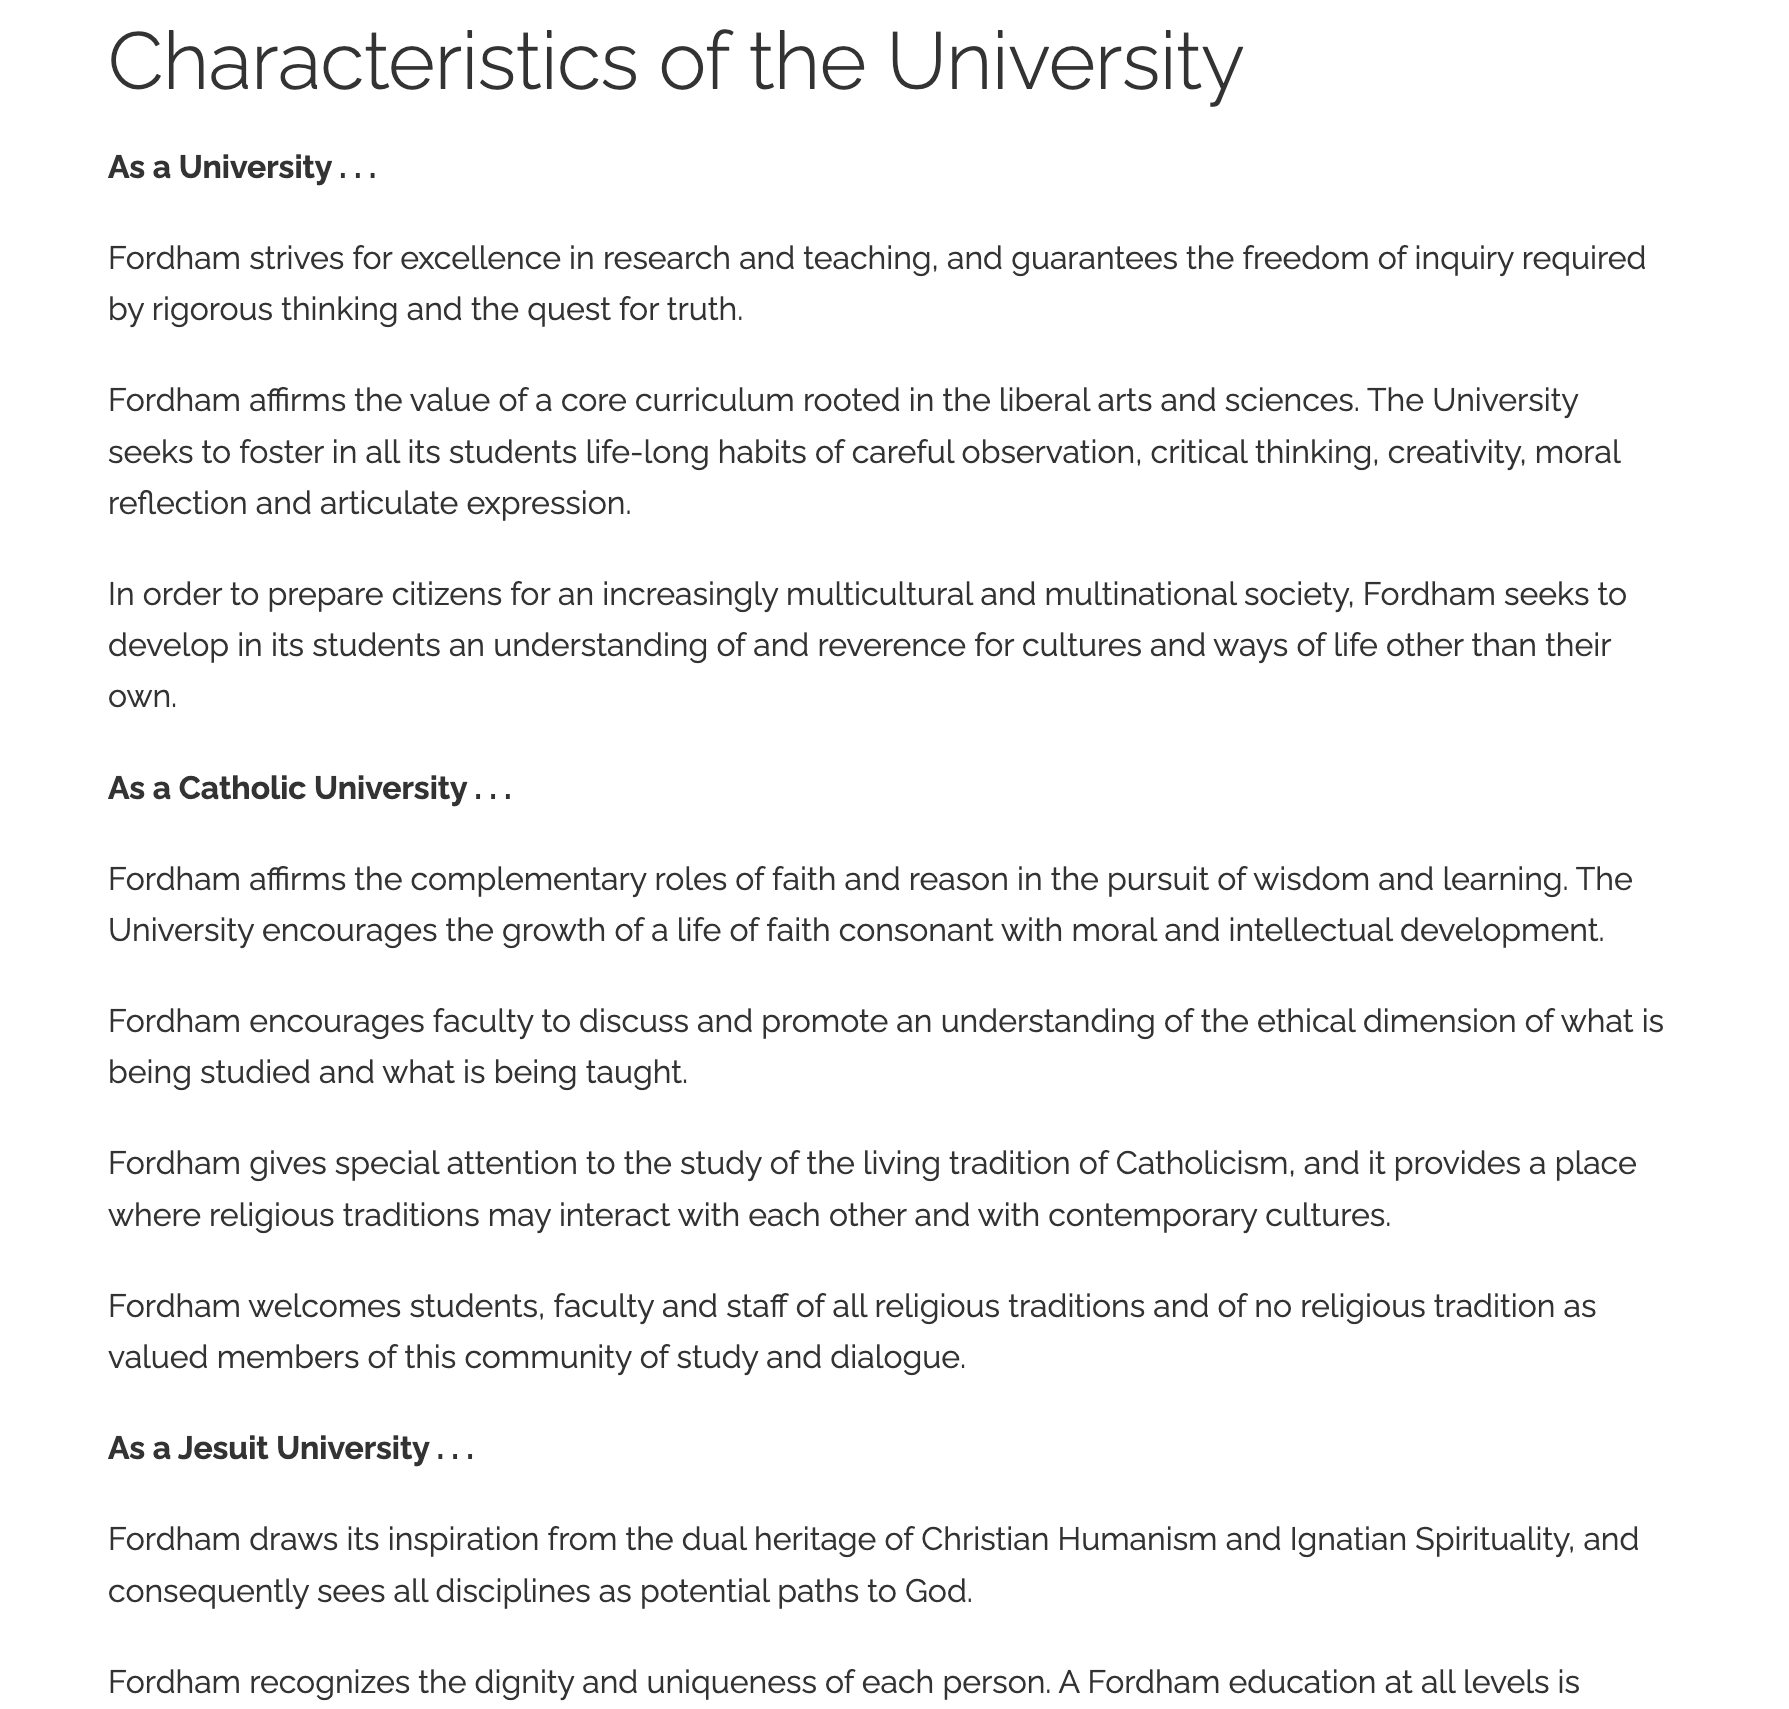 Characteristics of the University
As a University . . .
Fordham strives for excellence in research and teaching, and guarantees the freedom of inquiry required
by rigorous thinking and the quest for truth.
Fordham affirms the value of a core curriculum rooted in the liberal arts and sciences. The University
seeks to foster in all its students life-long habits of careful observation, critical thinking, creativity, moral
reflection and articulate expression.
In order to prepare citizens for an increasingly multicultural and multinational society, Fordham seeks to
develop in its students an understanding of and reverence for cultures and ways of life other than their
own.
As a Catholic University . . .
Fordham affirms the complementary roles of faith and reason in the pursuit of wisdom and learning. The
University encourages the growth of a life of faith consonant with moral and intellectual development.
Fordham encourages faculty to discuss and promote an understanding of the ethical dimension of what is
being studied and what is being taught.
Fordham gives special attention to the study of the living tradition of Catholicism, and it provides a place
where religious traditions may interact with each other and with contemporary cultures.
Fordham welcomes students, faculty and staff of all religious traditions and of no religious tradition as
valued members of this community of study and dialogue.
As a Jesuit University . . .
Fordham draws its inspiration from the dual heritage of Christian Humanism and Ignatian Spirituality, and
consequently sees all disciplines as potential paths to God.
Fordham recognizes the dignity and uniqueness of each person. A Fordham education at all levels is